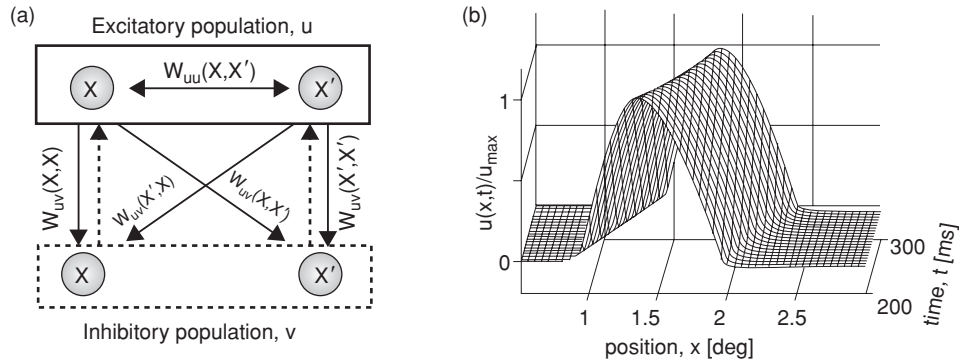 (a)
Excitatory population, u
X
W_uu(X,X′)
X′
W_uv(X,X)
W_uv(X′,X)
W_uv(X,X′)
W_uv(X′,X′)
X
X′
Inhibitory population, v
(b)
u(x,t)/u_max
1
0
1
1.5
2
2.5
position, x [deg]
300
200
time, t [ms]